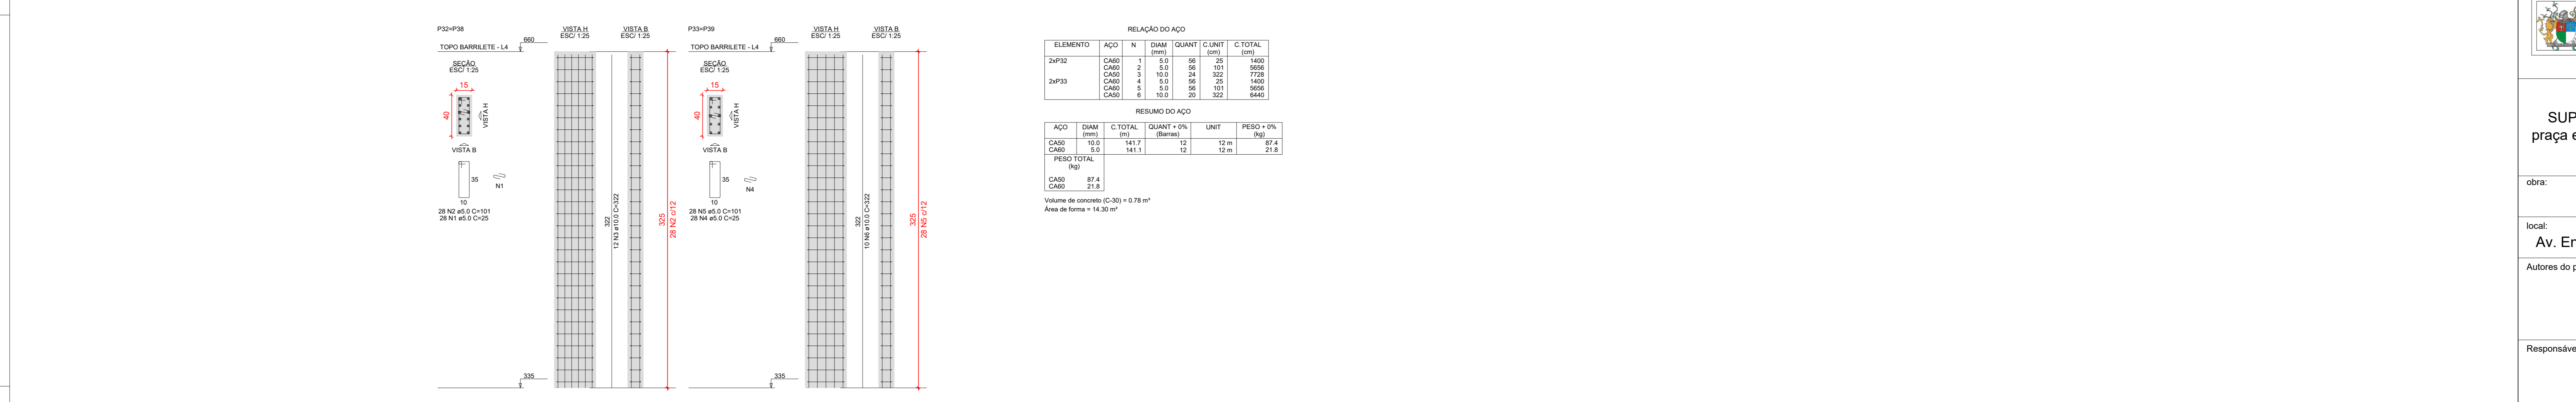 P32=P38
VISTA H
ESC/ 1:25
VISTA B
ESC/ 1:25
TOPO BARRILETE - L4
660
SEÇÃO
ESC/ 1:25
15
40
VISTA H
VISTA B
35
10
N1
28 N2 ø5.0 C=101
28 N1 ø5.0 C=25
322
12 N3 ø10.0 C=322
325
28 N2 c/12
335
P33=P39
VISTA H
ESC/ 1:25
VISTA B
ESC/ 1:25
TOPO BARRILETE - L4
660
SEÇÃO
ESC/ 1:25
15
40
VISTA H
VISTA B
35
10
N4
28 N5 ø5.0 C=101
28 N4 ø5.0 C=25
322
10 N6 ø10.0 C=322
325
28 N5 c/12
335
RELAÇÃO DO AÇO
ELEMENTO AÇO N DIAM QUANT C.UNIT C.TOTAL
(mm) (cm) (cm)
2xP32 CA60 1 5.0 56 25 1400
CA60 2 5.0 56 101 5656
CA50 3 10.0 24 322 7728
2xP33 CA60 4 5.0 56 25 1400
CA60 5 5.0 56 101 5656
CA50 6 10.0 20 322 6440
RESUMO DO AÇO
AÇO DIAM C.TOTAL QUANT + 0% UNIT PESO + 0%
(mm) (m) (Barras) (kg)
CA50 10.0 141.7 12 12 m 87.4
CA60 5.0 141.1 12 12 m 21.8
PESO TOTAL
(kg)
CA50 87.4
CA60 21.8
Volume de concreto (C-30) = 0.78 m³
Área de forma = 14.30 m²
SUP
praça e
obra:
local:
Av. En
Autores do p
Responsáve